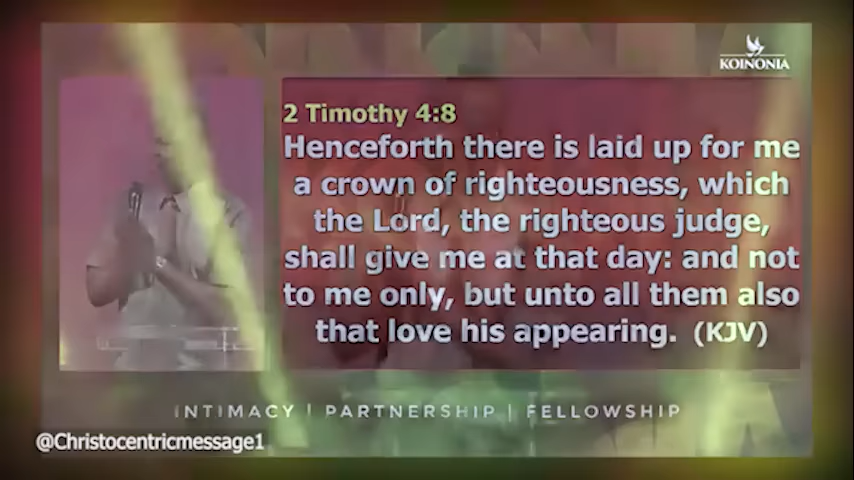 KOINONIA
2 Timothy 4:8
Henceforth there is laid up for me
a crown of righteousness, which
the Lord, the righteous judge,
shall give me at that day: and not
to me only, but unto all them also
that love his appearing. (KJV)
INTIMACY | PARTNERSHIP | FELLOWSHIP
@Christocentricmessage1